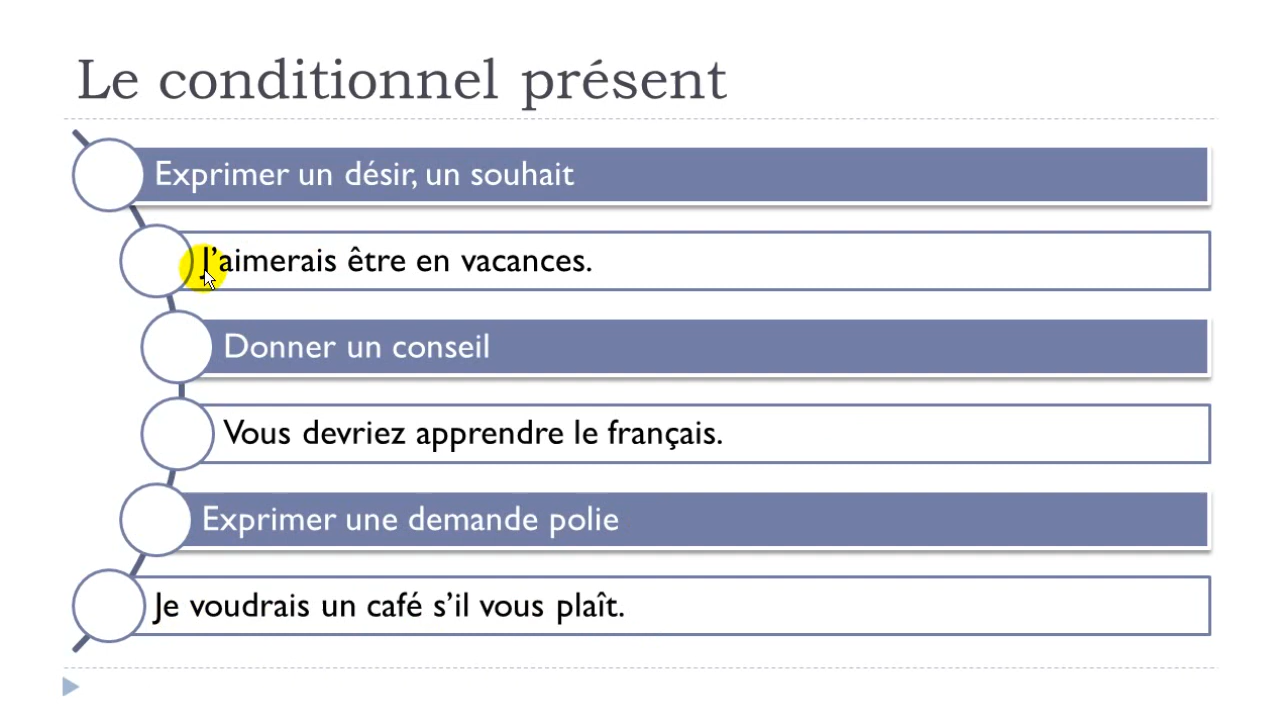 Le conditionnel présent
Exprimer un désir, un souhait
J’aimerais être en vacances.
Donner un conseil
Vous devriez apprendre le français.
Exprimer une demande polie
Je voudrais un café s’il vous plaît.